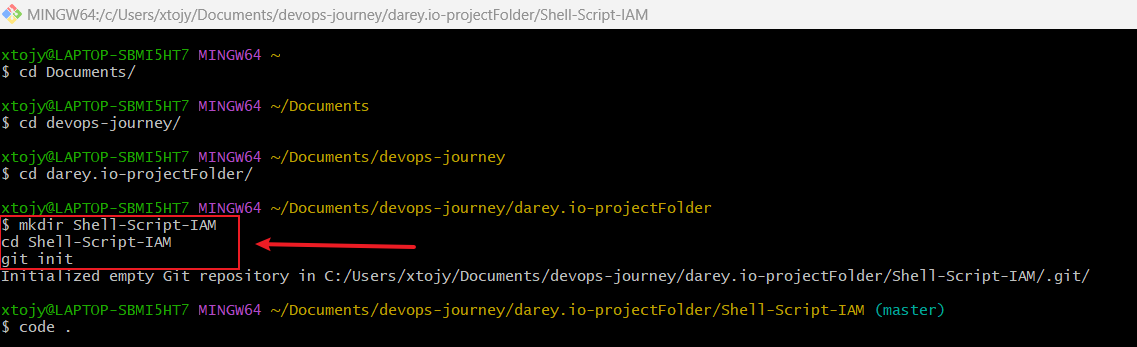 MINGW64:/c/Users/xtojy/Documents/devops-journey/darey.io-projectFolder/Shell-Script-IAM
xtojy@LAPTOP-SBMI5HT7 MINGW64 ~
$ cd Documents/
xtojy@LAPTOP-SBMI5HT7 MINGW64 ~/Documents
$ cd devops-journey/
xtojy@LAPTOP-SBMI5HT7 MINGW64 ~/Documents/devops-journey
$ cd darey.io-projectFolder/
xtojy@LAPTOP-SBMI5HT7 MINGW64 ~/Documents/devops-journey/darey.io-projectFolder
$ mkdir Shell-Script-IAM
cd Shell-Script-IAM
git init
Initialized empty Git repository in C:/Users/xtojy/Documents/devops-journey/darey.io-projectFolder/Shell-Script-IAM/.git/
xtojy@LAPTOP-SBMI5HT7 MINGW64 ~/Documents/devops-journey/darey.io-projectFolder/Shell-Script-IAM (master)
$ code .